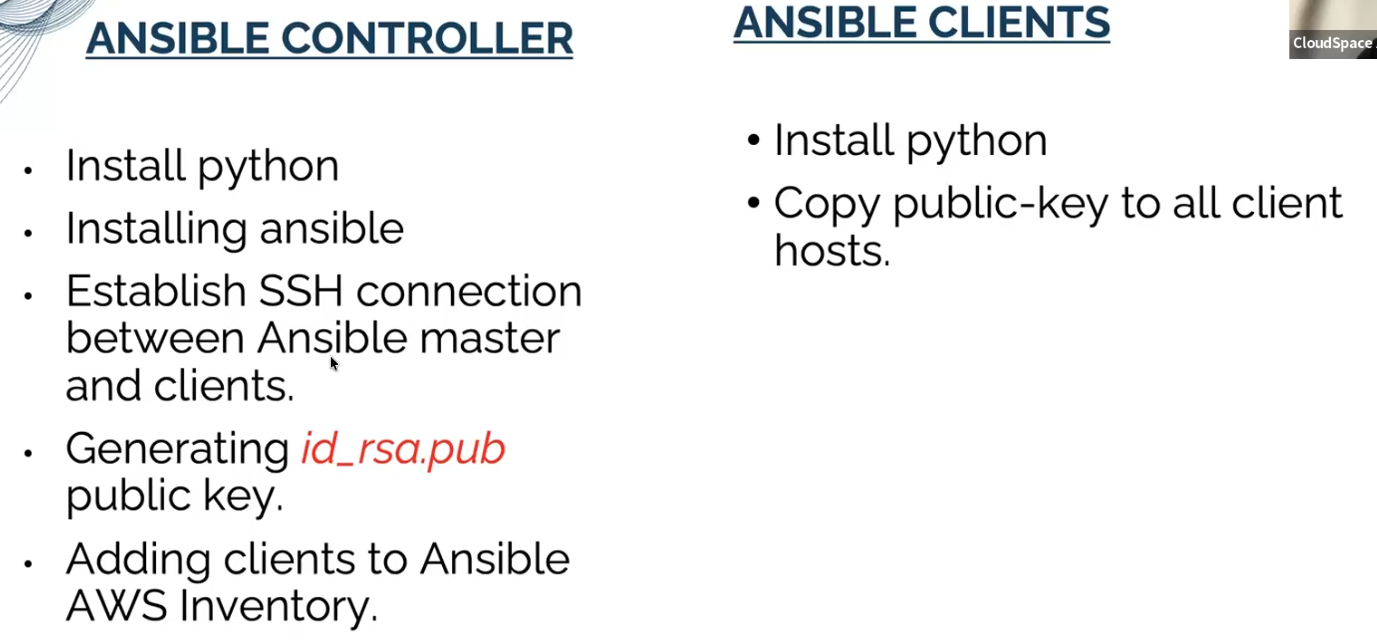 ANSIBLE CONTROLLER
• Install python
• Installing ansible
• Establish SSH connection
between Ansible master
and clients.
• Generating id_rsa.pub
public key.
• Adding clients to Ansible
AWS Inventory.
ANSIBLE CLIENTS
• Install python
• Copy public-key to all client
hosts.
CloudSpace